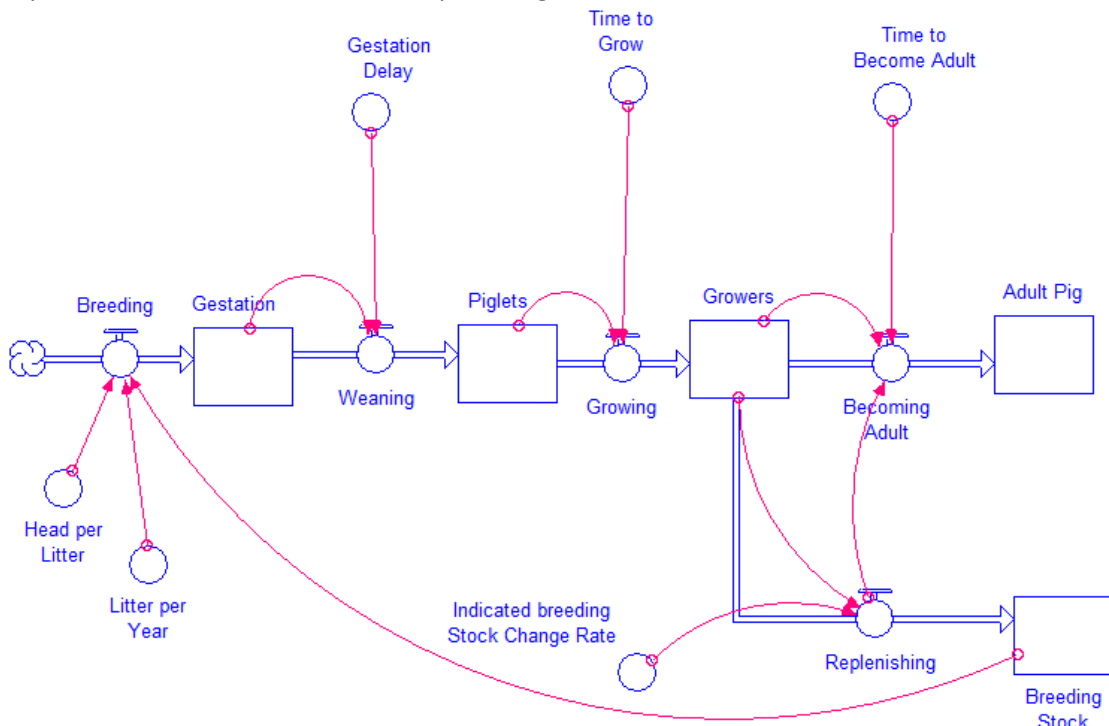 Gestation
Delay
Time to
Grow
Time to
Become Adult
Breeding
Gestation
Piglets
Growers
Adult Pig
Weaning
Growing
Becoming
Adult
Head per
Litter
Litter per
Year
Indicated breeding
Stock Change Rate
Replenishing
Breeding
Stock